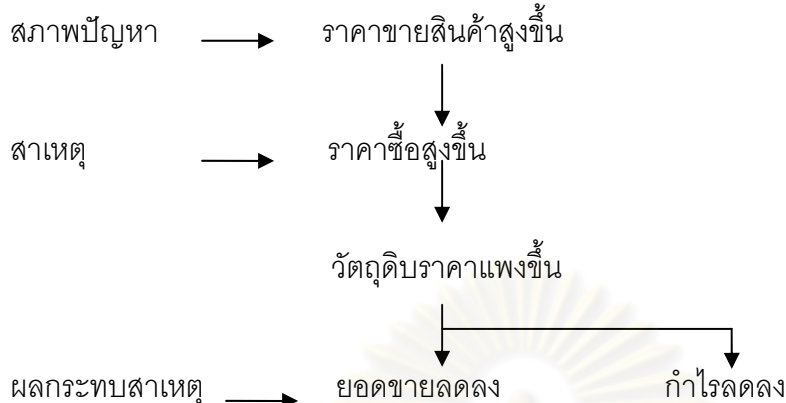 สภาพปัญหา ราคาขายสินค้าสูงขึ้น
สาเหตุ ราคาซื้อสูงขึ้น
วัตถุดิบราคาแพงขึ้น
ผลกระทบสาเหตุ ยอดขายลดลง กำไรลดลง